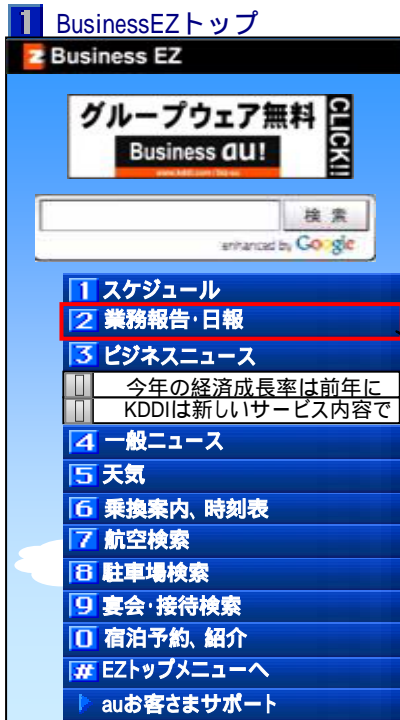 1 BusinessEZトップ
Business EZ
グループウェア無料
Business au!
CLICK!!
検 索
enhanced by Google
1 スケジュール
2 業務報告・日報
3 ビジネスニュース
今年の経済成長率は前年に
KDDIは新しいサービス内容で
4 一般ニュース
5 天気
6 乗換案内、時刻表
7 航空検索
8 駐車場検索
9 宴会・接待検索
0 宿泊予約、紹介
# EZトップメニューへ
auお客さまサポート